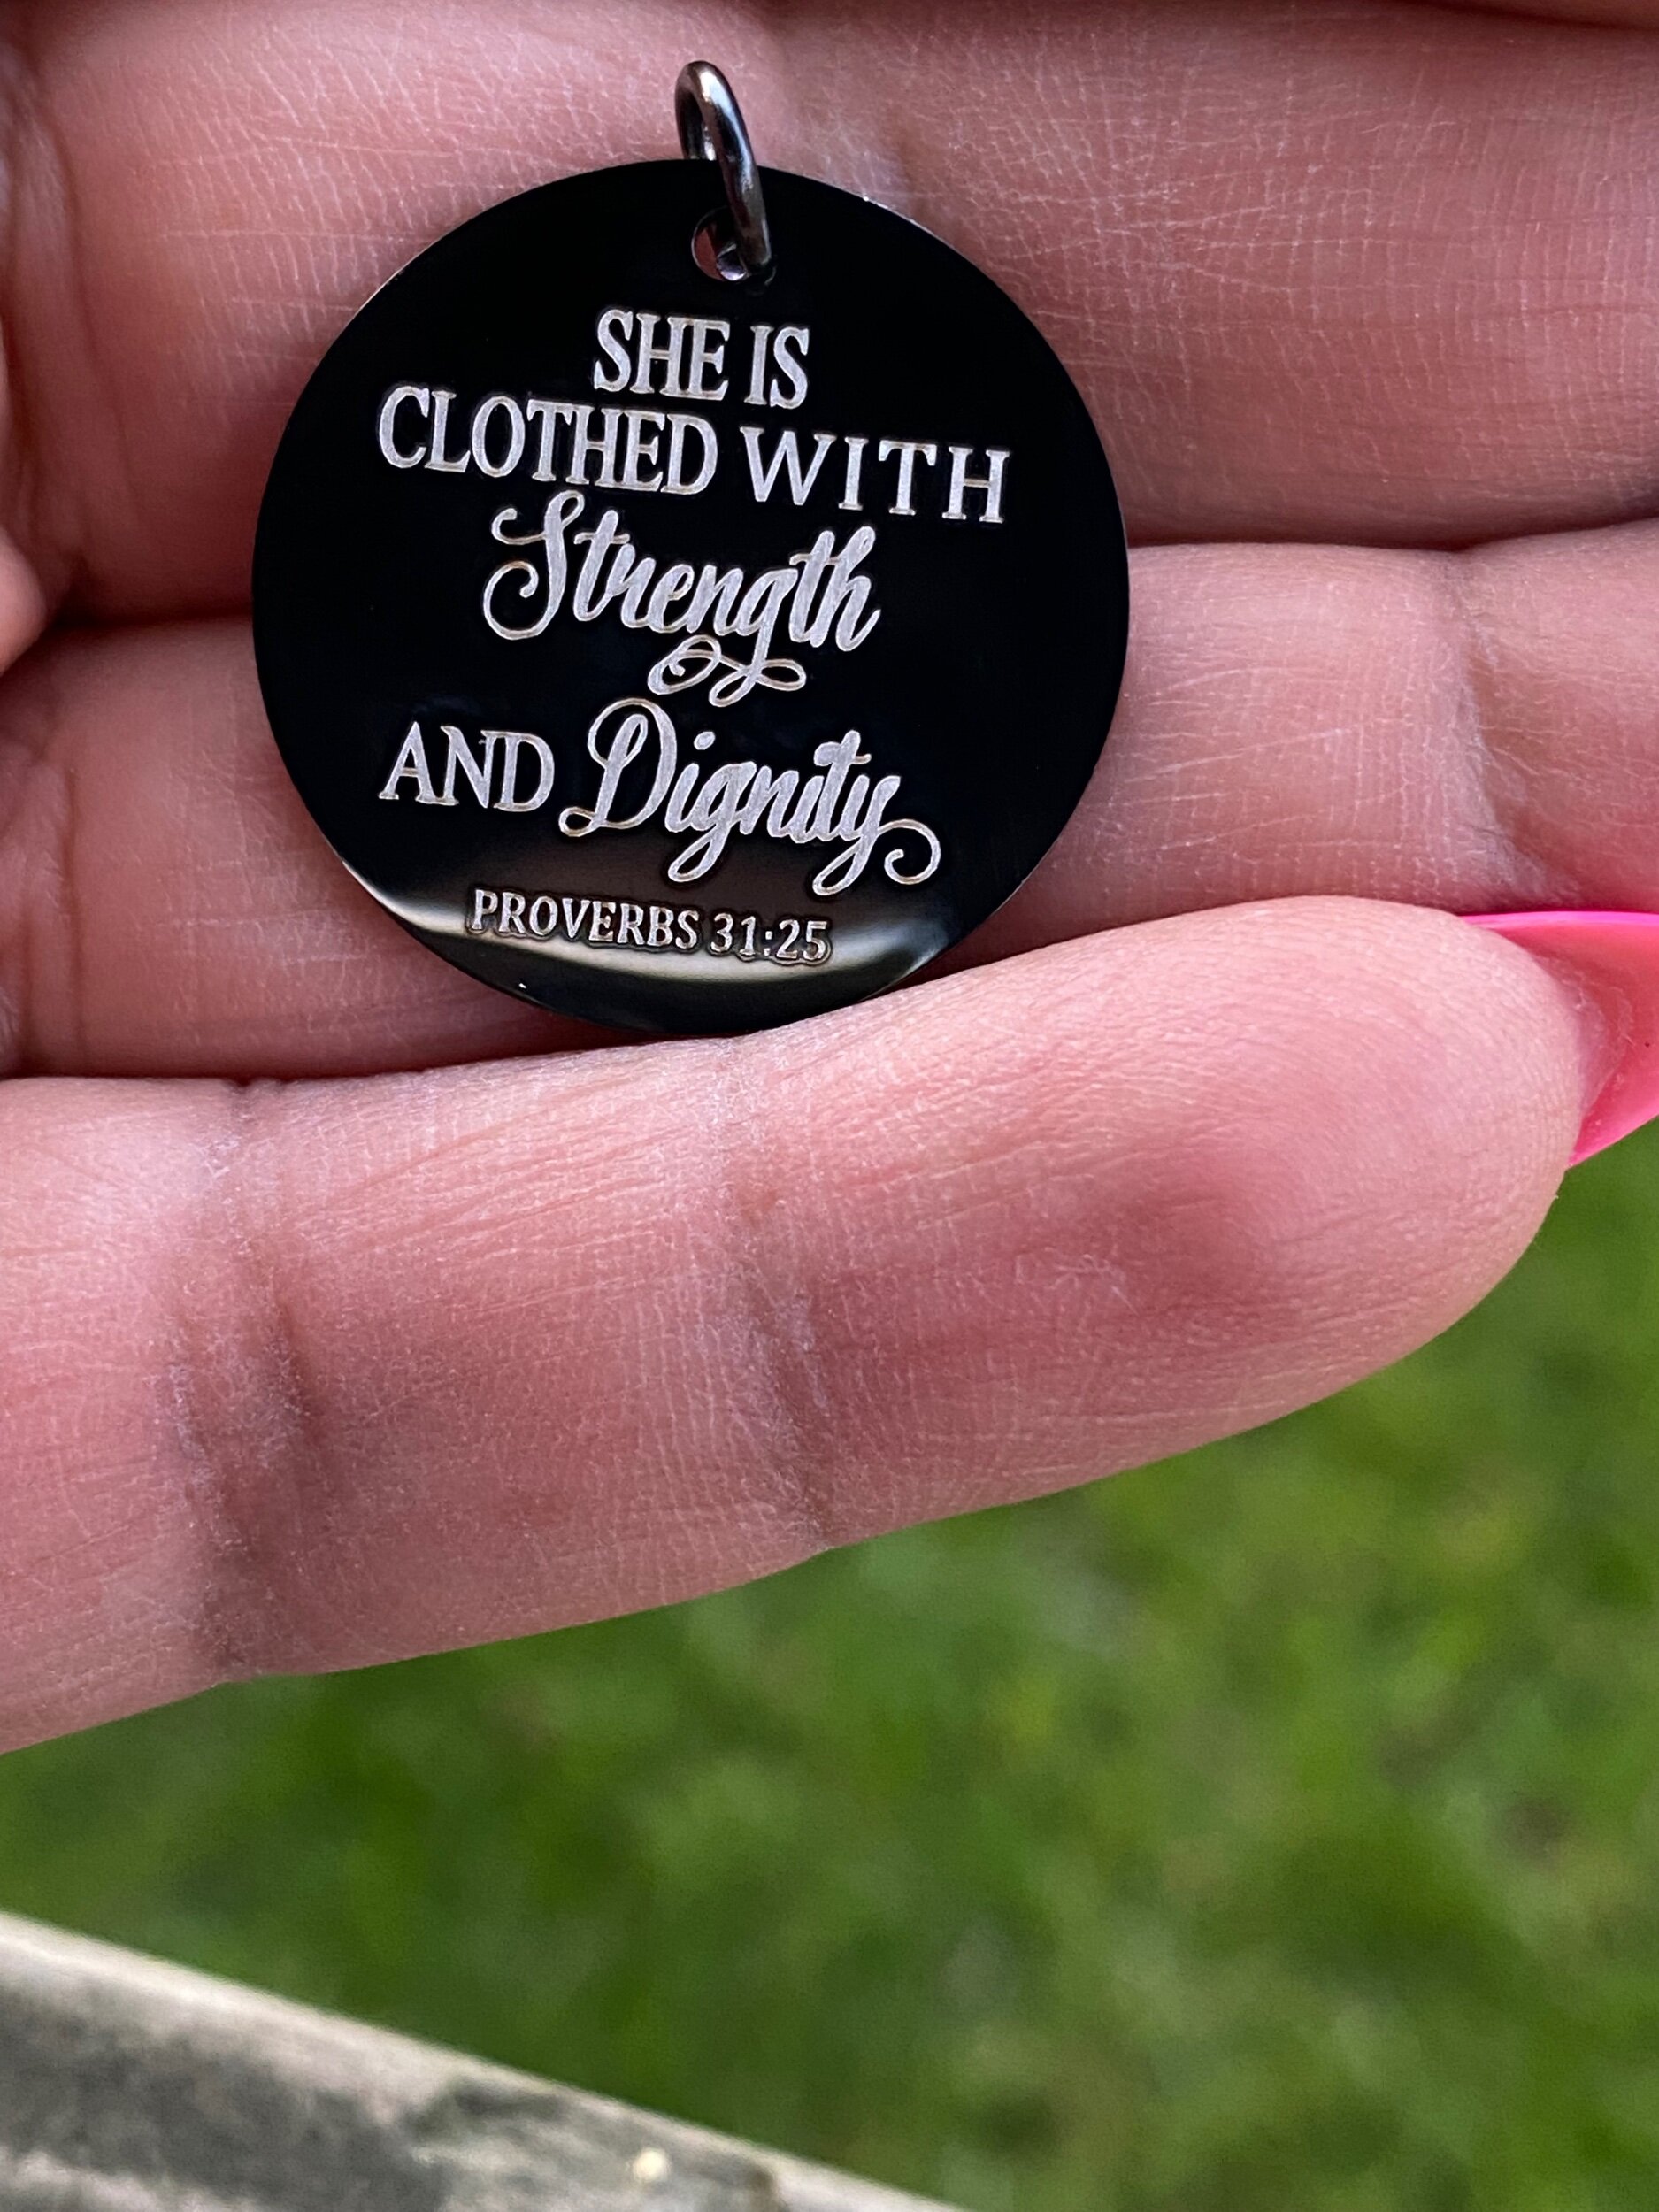 SHE IS
CLOTHED WITH
Strength
AND Dignity
PROVERBS 31:25